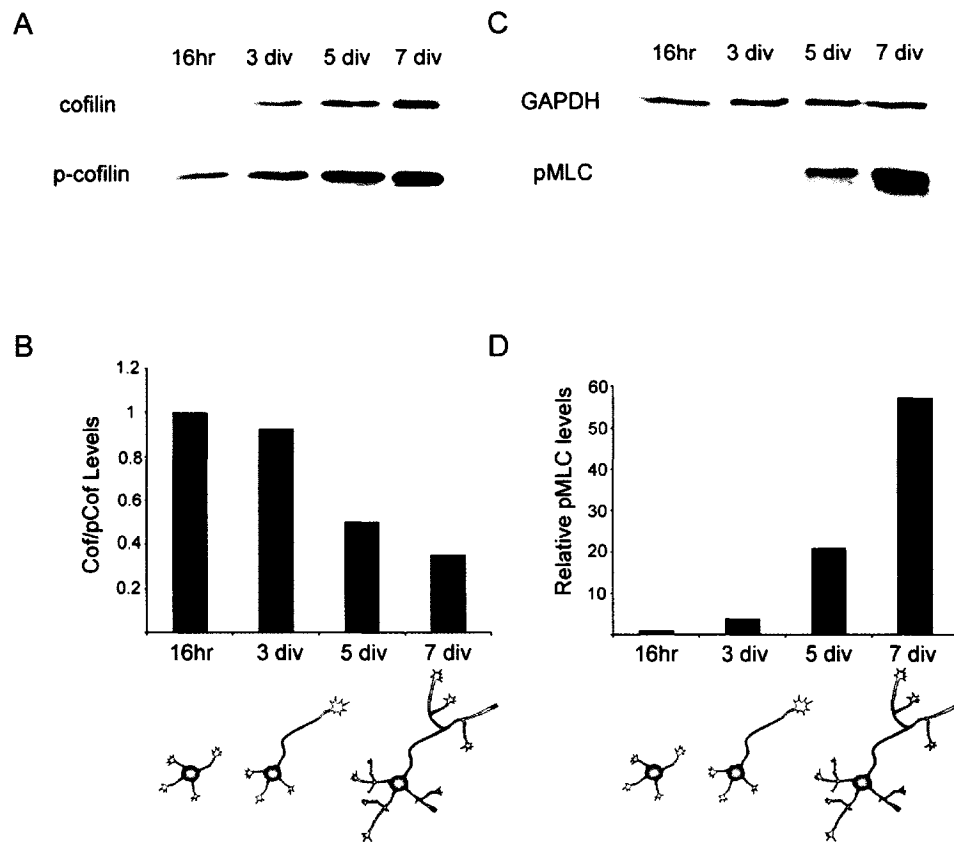 A
16hr 3 div 5 div 7 div
cofilin
p-cofilin
C
16hr 3 div 5 div 7 div
GAPDH
pMLC
B
Cof/pCof Levels
1.2
1
0.8
0.6
0.4
0.2
16hr 3 div 5 div 7 div
D
Relative pMLC levels
60
50
40
30
20
10
16hr 3 div 5 div 7 div